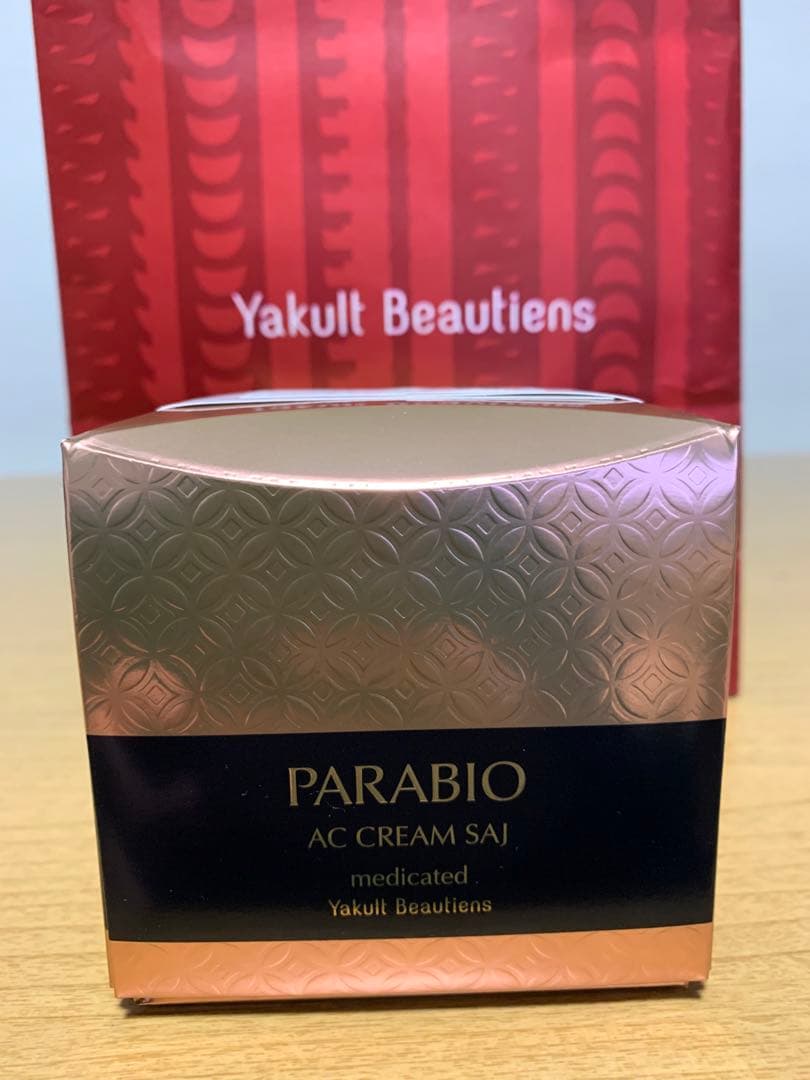 Yakult Beautiens
PARABIO
AC CREAM SAJ
medicated
Yakult Beautiens